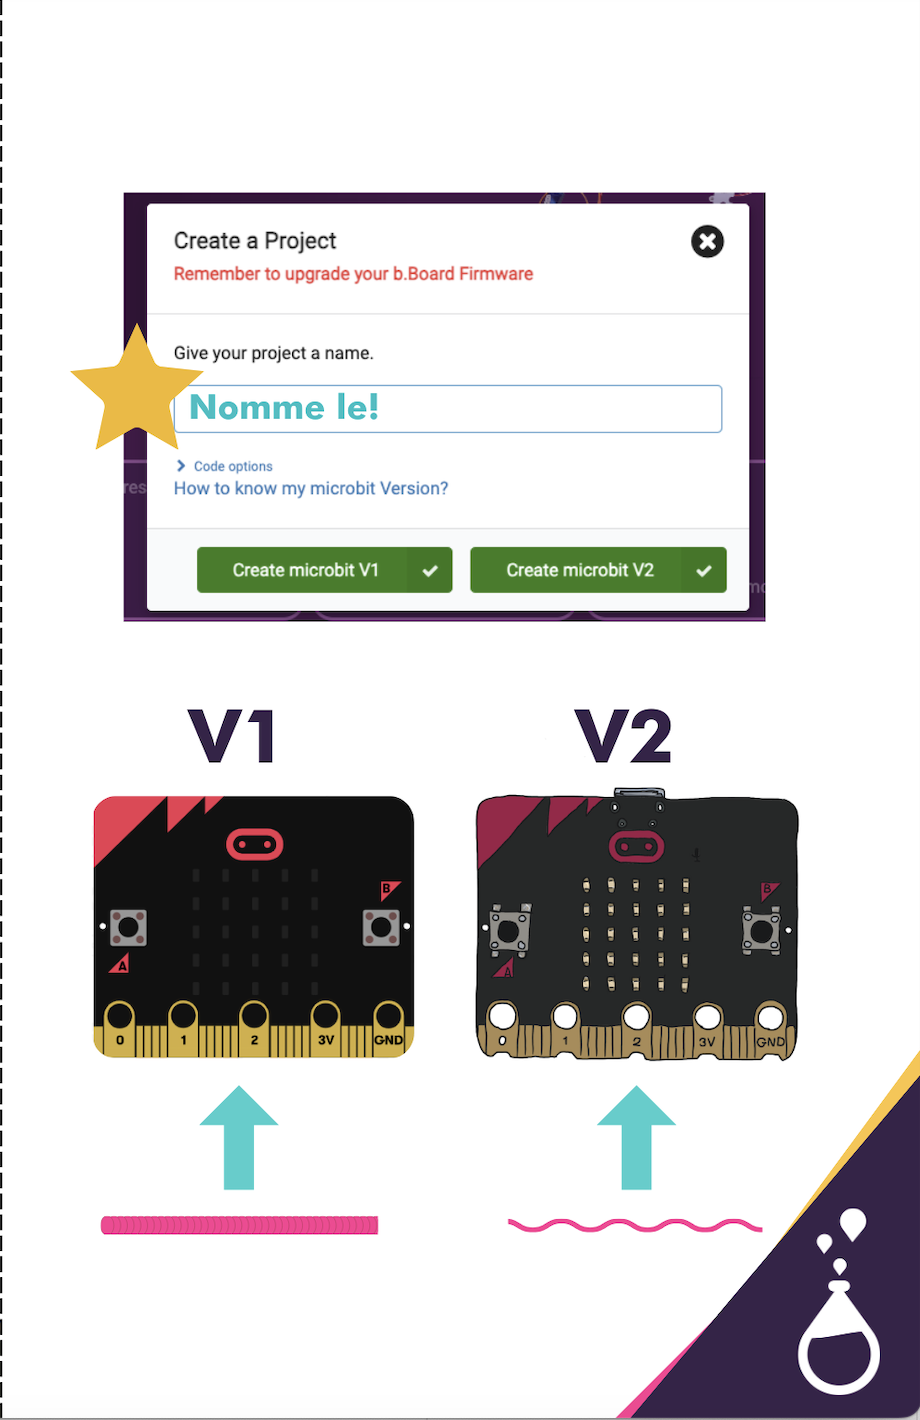 Create a Project
Remember to upgrade your b.Board Firmware
Give your project a name.
Nomme le!
Code options
res
How to know my microbit Version?
Create microbit V1
Create microbit V2
V1
V2
B
B
A
A
0 1 2 3V GND
0 1 2 3V GND